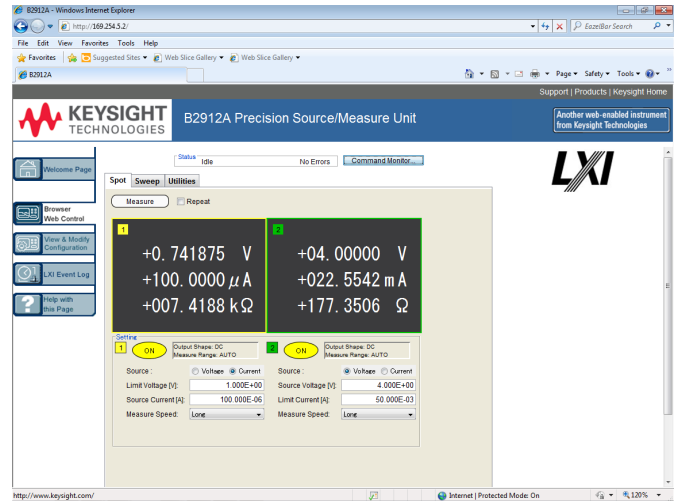 B2912A - Windows Internet Explorer
http://169.254.5.2/
EazelBar Search
File Edit View Favorites Tools Help
Favorites Suggested Sites Web Slice Gallery Web Slice Gallery
B2912A
Page Safety Tools
Support | Products | Keysight Home
KEYSIGHT
TECHNOLOGIES
B2912A Precision Source/Measure Unit
Another web-enabled instrument
from Keysight Technologies
Status Idle No Errors Command Monitor...
LXI
Welcome Page
Browser
Web Control
View & Modify
Configuration
LXI Event Log
Help with
this Page
Spot Sweep Utilities
Measure Repeat
1
+0. 741875 V
+100. 0000 μA
+007. 4188 kΩ
2
+04. 00000 V
+022. 5542 mA
+177. 3506 Ω
Setting
1 ON Output Shape: DC
Measure Range: AUTO
Source : Voltage Current
Limit Voltage [V]: 1.000E+00
Source Current [A]: 100.000E-06
Measure Speed: Long
2 ON Output Shape: DC
Measure Range: AUTO
Source : Voltage Current
Source Voltage [V]: 4.000E+00
Limit Current [A]: 50.000E-03
Measure Speed: Long
http://www.keysight.com/
Internet | Protected Mode: On
120%